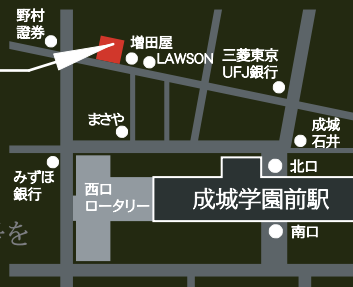 野村
證券
増田屋
LAWSON
三菱東京
UFJ銀行
まさや
成城
石井
みずほ
銀行
西口
ロータリー
北口
成城学園前駅
南口
を